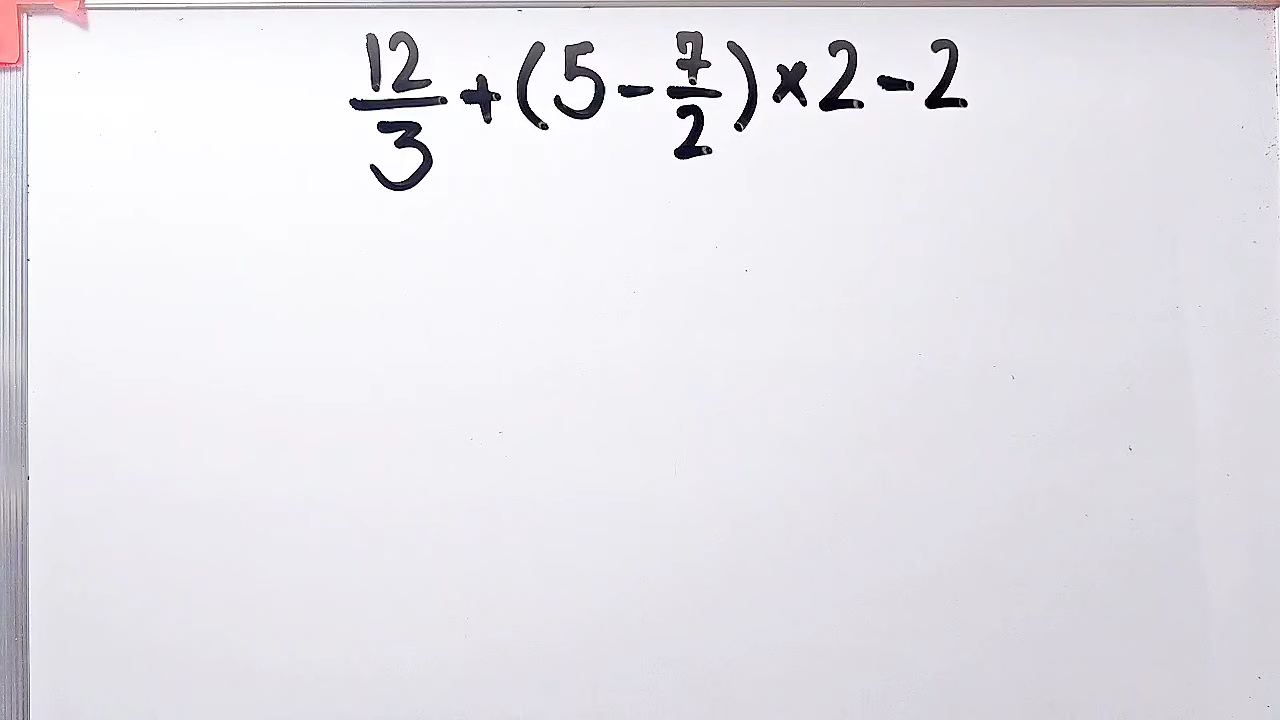 12/3 + (5 - 7/2) × 2 - 2